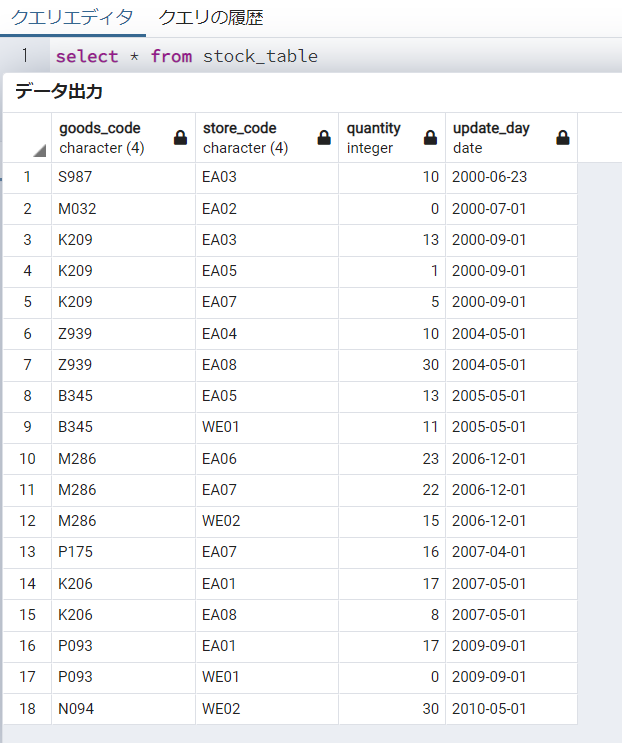 クエリエディタ クエリの履歴
1 select * from stock_table
データ出力
goods_code store_code quantity update_day
character (4) character (4) integer date
1 S987 EA03 10 2000-06-23
2 M032 EA02 0 2000-07-01
3 K209 EA03 13 2000-09-01
4 K209 EA05 1 2000-09-01
5 K209 EA07 5 2000-09-01
6 Z939 EA04 10 2004-05-01
7 Z939 EA08 30 2004-05-01
8 B345 EA05 13 2005-05-01
9 B345 WE01 11 2005-05-01
10 M286 EA06 23 2006-12-01
11 M286 EA07 22 2006-12-01
12 M286 WE02 15 2006-12-01
13 P175 EA07 16 2007-04-01
14 K206 EA01 17 2007-05-01
15 K206 EA08 8 2007-05-01
16 P093 EA01 17 2009-09-01
17 P093 WE01 0 2009-09-01
18 N094 WE02 30 2010-05-01